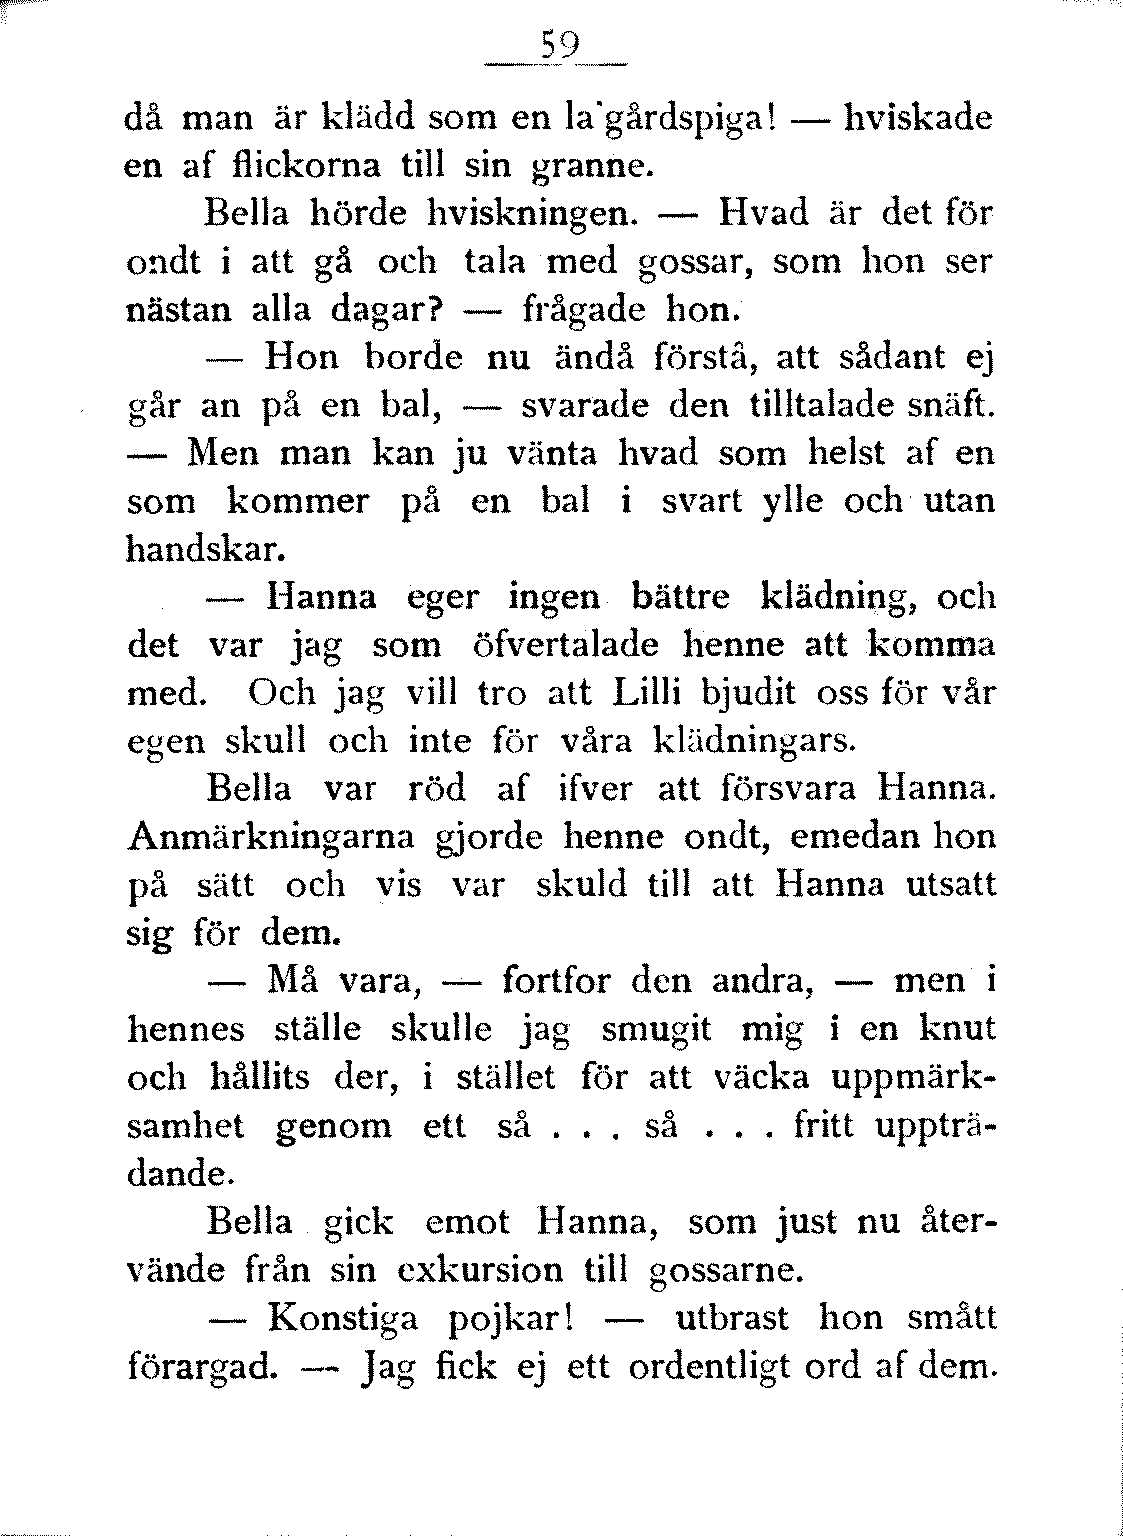 59
då man är klädd som en la'gårdspiga! — hviskade
en af flickorna till sin granne.
Bella hörde hviskningen. — Hvad är det för
ondt i att gå och tala med gossar, som hon ser
nästan alla dagar? — frågade hon.
— Hon borde nu ändå förstå, att sådant ej
går an på en bal, — svarade den tilltalade snäft.
— Men man kan ju vänta hvad som helst af en
som kommer på en bal i svart ylle och utan
handskar.
— Hanna eger ingen bättre klädning, och
det var jag som öfvertalade henne att komma
med. Och jag vill tro att Lilli bjudit oss för vår
egen skull och inte för våra klädningars.
Bella var röd af ifver att försvara Hanna.
Anmärkningarna gjorde henne ondt, emedan hon
på sätt och vis var skuld till att Hanna utsatt
sig för dem.
— Må vara, — fortfor den andra, — men i
hennes ställe skulle jag smugit mig i en knut
och hållits der, i stället för att väcka uppmärk-
samhet genom ett så . . . så . . . fritt uppträ-
dande.
Bella gick emot Hanna, som just nu åter-
vände från sin exkursion till gossarne.
— Konstiga pojkar! — utbrast hon smått
förargad. — Jag fick ej ett ordentligt ord af dem.